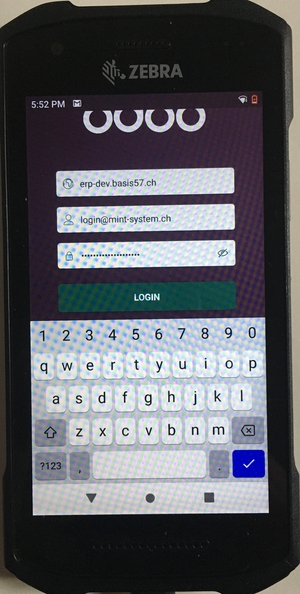 ZEBRA
5:52 PM
erp-dev.basis57.ch
login@mint-system.ch
••••••••••••••••••
LOGIN
1 2 3 4 5 6 7 8 9 0
q w e r t y u i o p
a s d f g h j k l
z x c v b n m
?123 , .